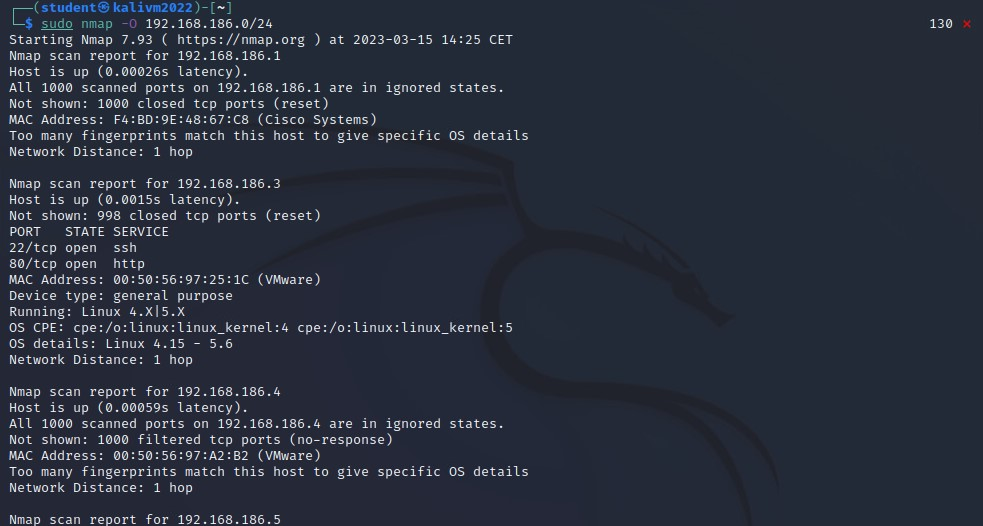 ┌──(student㉿kalivm2022)-[~]
└─$ sudo nmap -O 192.168.186.0/24 130 ⨯
Starting Nmap 7.93 ( https://nmap.org ) at 2023-03-15 14:25 CET
Nmap scan report for 192.168.186.1
Host is up (0.00026s latency).
All 1000 scanned ports on 192.168.186.1 are in ignored states.
Not shown: 1000 closed tcp ports (reset)
MAC Address: F4:BD:9E:48:67:C8 (Cisco Systems)
Too many fingerprints match this host to give specific OS details
Network Distance: 1 hop

Nmap scan report for 192.168.186.3
Host is up (0.0015s latency).
Not shown: 998 closed tcp ports (reset)
PORT   STATE SERVICE
22/tcp open  ssh
80/tcp open  http
MAC Address: 00:50:56:97:25:1C (VMware)
Device type: general purpose
Running: Linux 4.X|5.X
OS CPE: cpe:/o:linux:linux_kernel:4 cpe:/o:linux:linux_kernel:5
OS details: Linux 4.15 - 5.6
Network Distance: 1 hop

Nmap scan report for 192.168.186.4
Host is up (0.00059s latency).
All 1000 scanned ports on 192.168.186.4 are in ignored states.
Not shown: 1000 filtered tcp ports (no-response)
MAC Address: 00:50:56:97:A2:B2 (VMware)
Too many fingerprints match this host to give specific OS details
Network Distance: 1 hop

Nmap scan report for 192.168.186.5